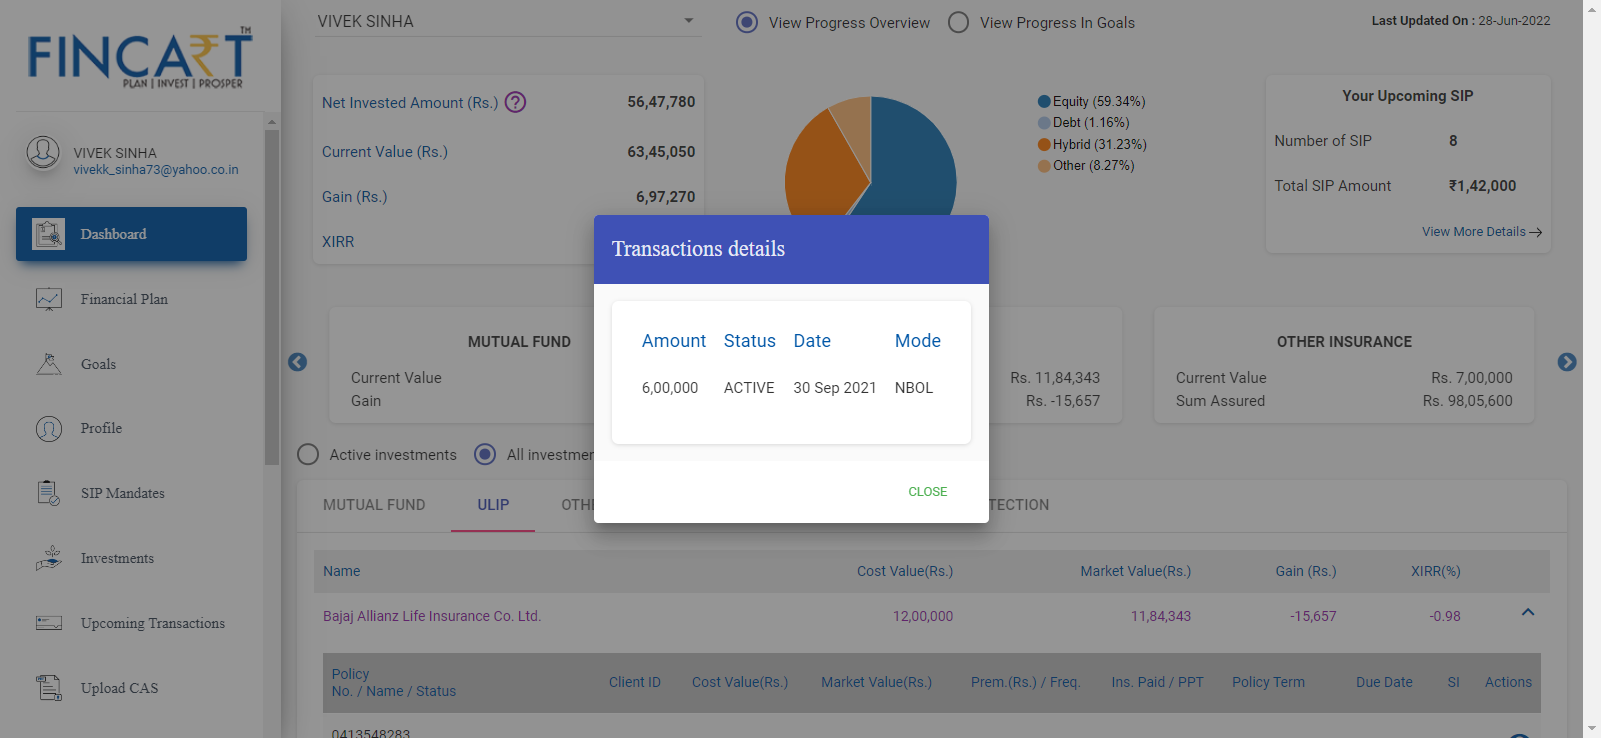 FINCART TM
PLAN | INVEST | PROSPER
VIVEK SINHA
vivekk_sinha73@yahoo.co.in
Dashboard
Financial Plan
Goals
Profile
SIP Mandates
Investments
Upcoming Transactions
Upload CAS
VIVEK SINHA
View Progress Overview
View Progress In Goals
Last Updated On : 28-Jun-2022
Net Invested Amount (Rs.) ? 56,47,780
Current Value (Rs.) 63,45,050
Gain (Rs.) 6,97,270
XIRR
Equity (59.34%)
Debt (1.16%)
Hybrid (31.23%)
Other (8.27%)
Your Upcoming SIP
Number of SIP 8
Total SIP Amount ₹1,42,000
View More Details
Transactions details
Amount Status Date Mode
6,00,000 ACTIVE 30 Sep 2021 NBOL
CLOSE
MUTUAL FUND
Current Value
Gain
Rs. 11,84,343
Rs. -15,657
OTHER INSURANCE
Current Value Rs. 7,00,000
Sum Assured Rs. 98,05,600
Active investments
All investmen
MUTUAL FUND ULIP OTHE TECTION
Name Cost Value(Rs.) Market Value(Rs.) Gain (Rs.) XIRR(%)
Bajaj Allianz Life Insurance Co. Ltd. 12,00,000 11,84,343 -15,657 -0.98
Policy
No. / Name / Status Client ID Cost Value(Rs.) Market Value(Rs.) Prem.(Rs.) / Freq. Ins. Paid / PPT Policy Term Due Date SI Actions
0413548283